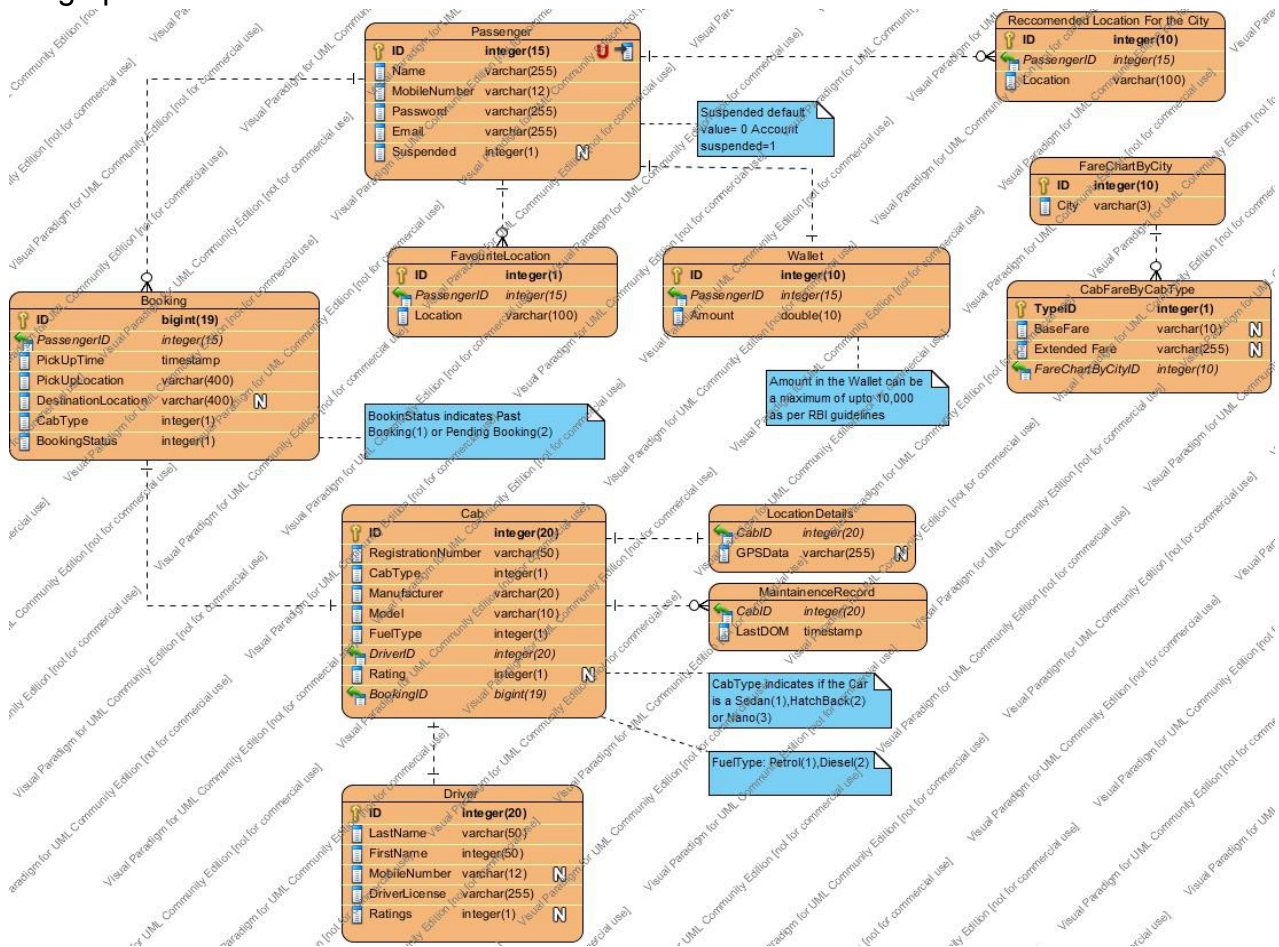 Passenger
ID integer(15) U
Name varchar(255)
MobileNumber varchar(12)
Password varchar(255)
Email varchar(255)
Suspended integer(1) N
Reccomended Location For the City
ID integer(10)
PassengerID integer(15)
Location varchar(100)
Suspended default
value= 0 Account
suspended=1
FareChartByCity
ID integer(10)
City varchar(3)
FavouriteLocation
ID integer(1)
PassengerID integer(15)
Location varchar(100)
Wallet
ID integer(10)
PassengerID integer(15)
Amount double(10)
CabFareByCabType
TypeID integer(1)
BaseFare varchar(10) N
Extended Fare varchar(255) N
FareChartByCityID integer(10)
Booking
ID bigint(19)
PassengerID integer(15)
PickUpTime timestamp
PickUpLocation varchar(400)
DestinationLocation varchar(400) N
CabType integer(1)
BookingStatus integer(1)
BookinStatus indicates Past
Booking(1) or Pending Booking(2)
Amount in the Wallet can be
a maximum of upto 10,000
as per RBI guidelines
Cab
ID integer(20)
RegistrationNumber varchar(50)
CabType integer(1)
Manufacturer varchar(20)
Model varchar(10)
FuelType integer(1)
DriverID integer(20)
Rating integer(1) N
BookingID bigint(19)
LocationDetails
CabID integer(20)
GPSData varchar(255) N
MaintainenceRecord
CabID integer(20)
LastDOM timestamp
CabType indicates if the Car
is a Sedan(1),HatchBack(2)
or Nano(3)
FuelType: Petrol(1),Diesel(2)
Driver
ID integer(20)
LastName varchar(50)
FirstName integer(50)
MobileNumber varchar(12) N
DriverLicense varchar(255)
Ratings integer(1) N
Visual Paradigm for UML Community Edition [not for commercial use]